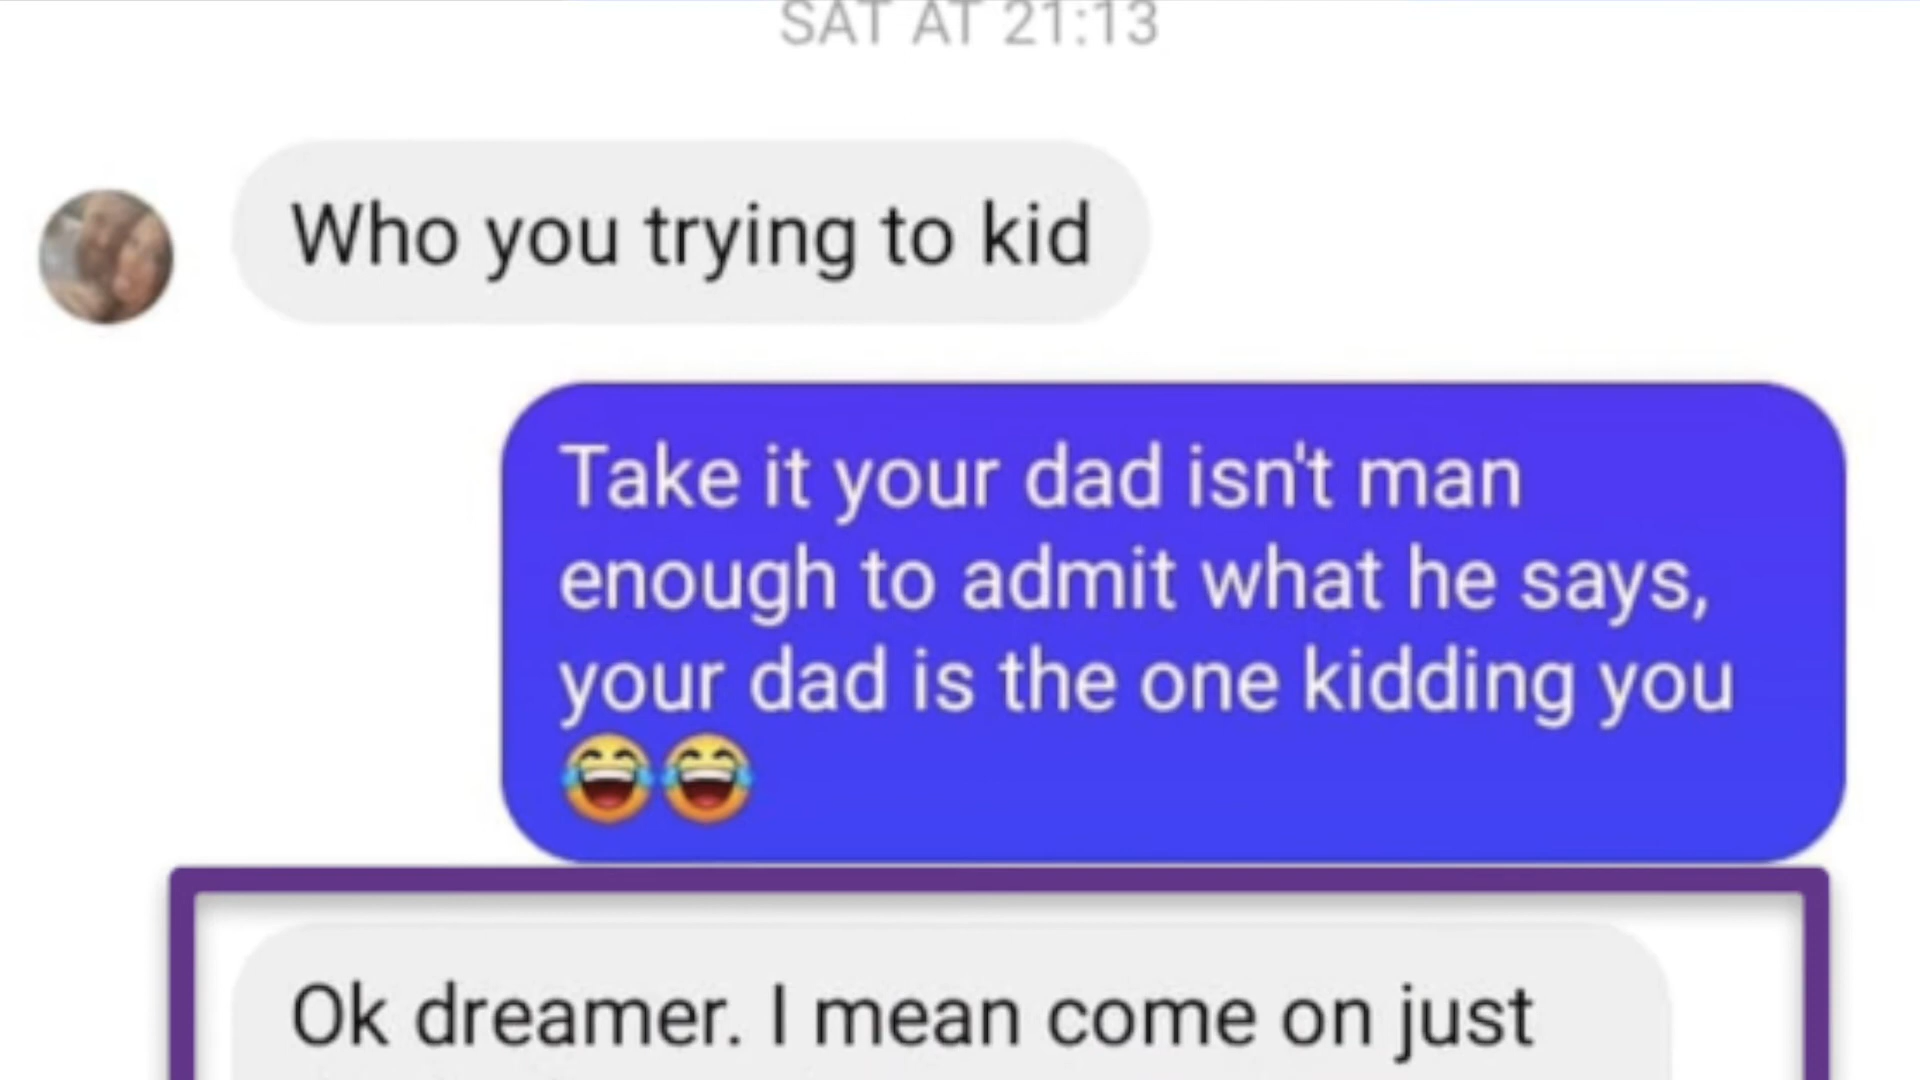 SAT AT 21:13
Who you trying to kid
Take it your dad isn't man
enough to admit what he says,
your dad is the one kidding you
😂😂
Ok dreamer. I mean come on just